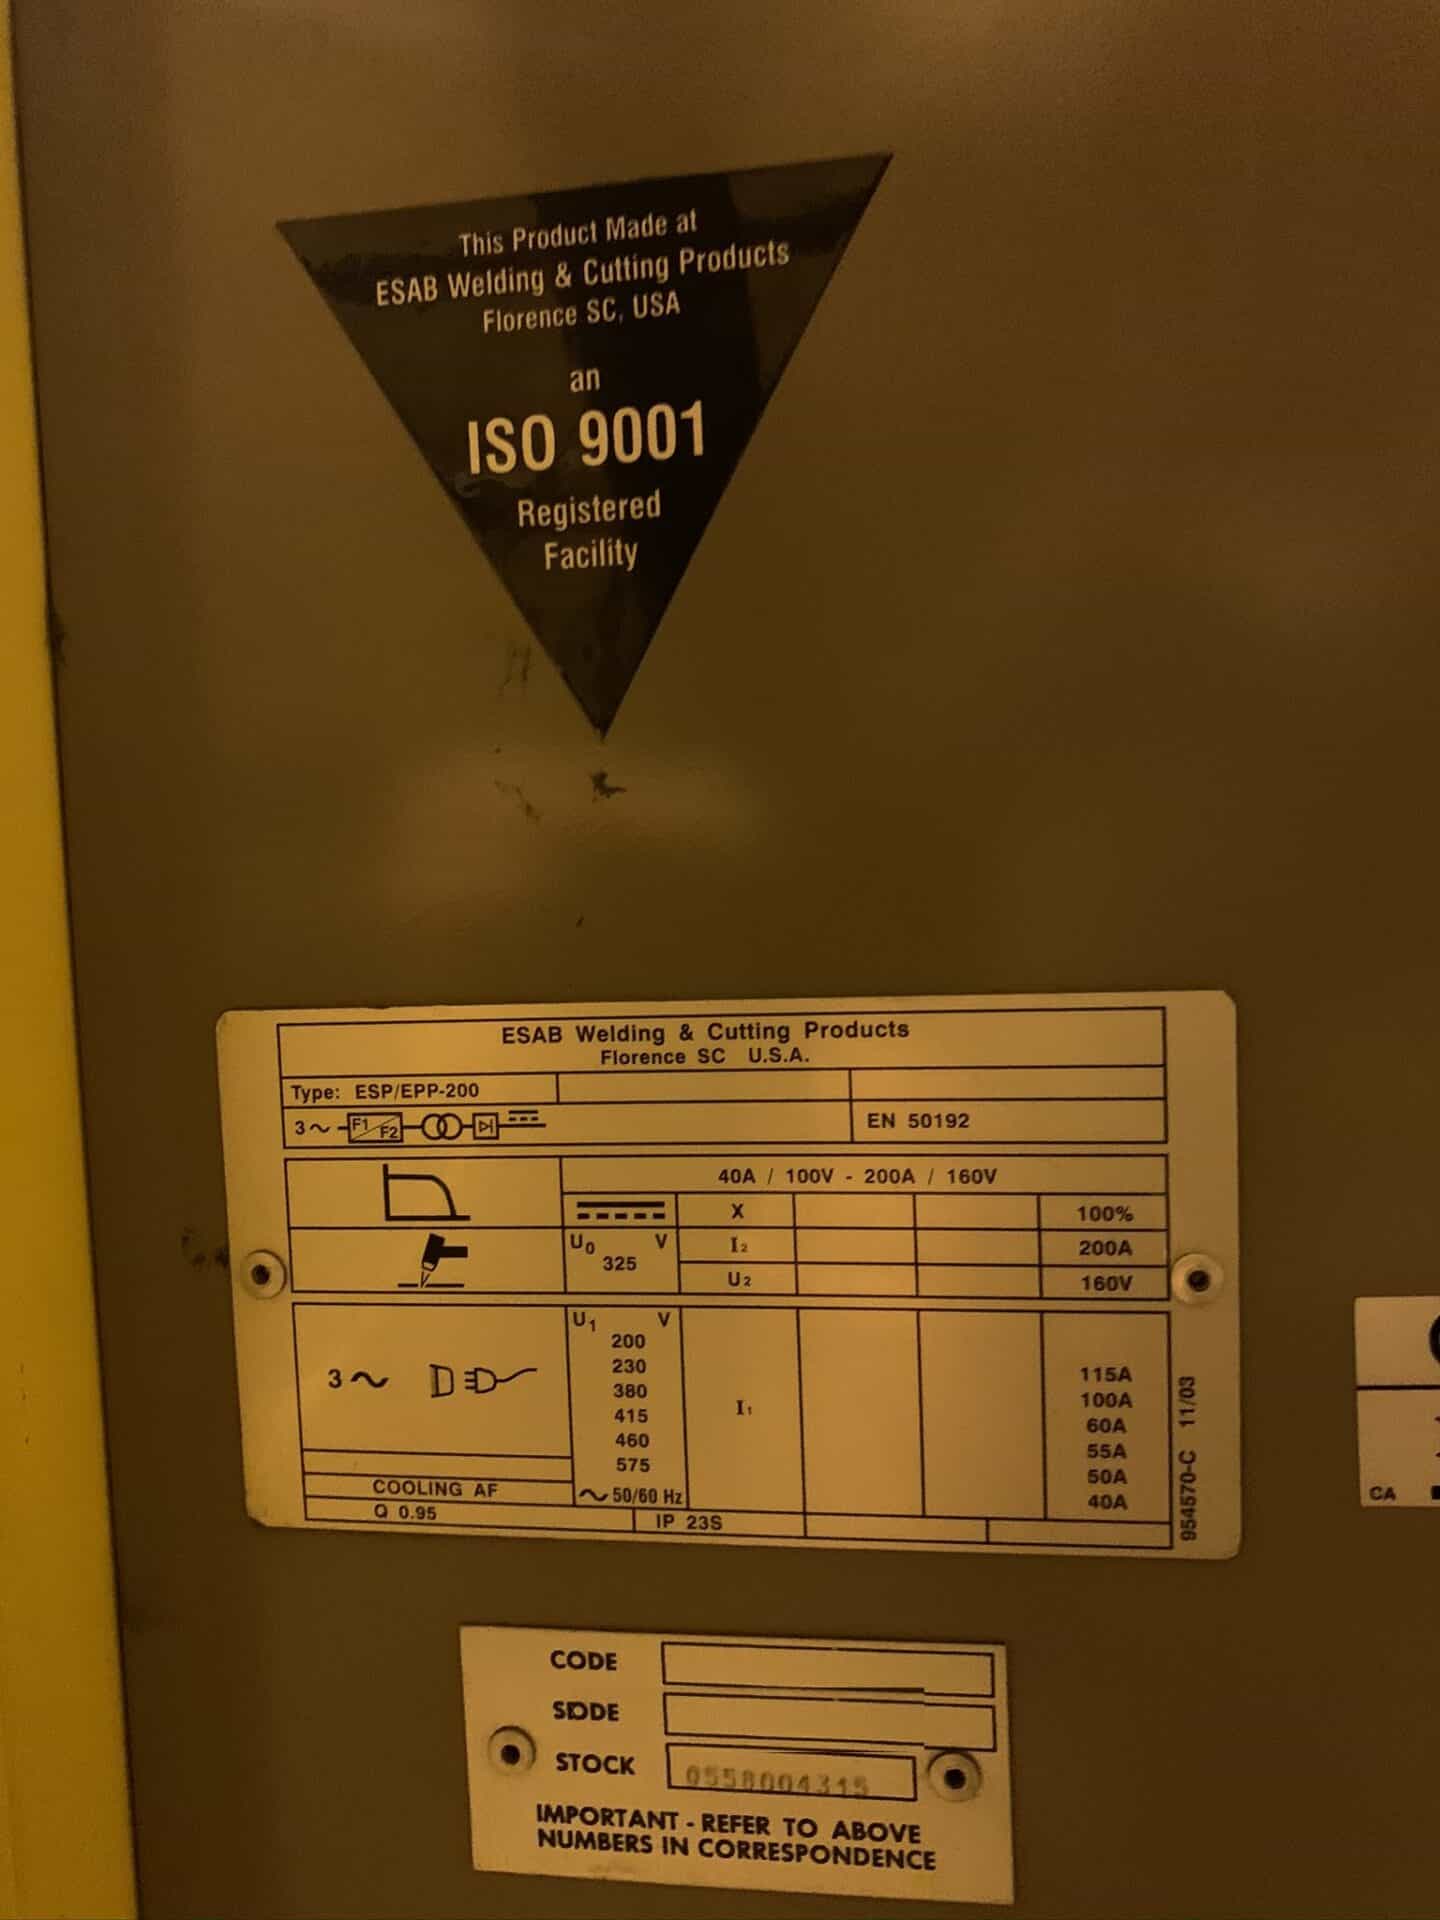 This Product Made at
ESAB Welding & Cutting Products
Florence SC, USA
an
ISO 9001
Registered
Facility
ESAB Welding & Cutting Products
Florence SC U.S.A.
Type: ESP/EPP-200
3~ F1 F2
EN 50192
40A / 100V - 200A / 160V
X 100%
U0 V
325
I2 200A
U2 160V
3~
U1 V
200
230
380
415
460
575
~ 50/60 Hz
I1
115A
100A
60A
55A
50A
40A
COOLING AF
Q 0.95
IP 23S
954570-C 11/03
CA
CODE
SDDE
STOCK 0558004315
IMPORTANT - REFER TO ABOVE
NUMBERS IN CORRESPONDENCE